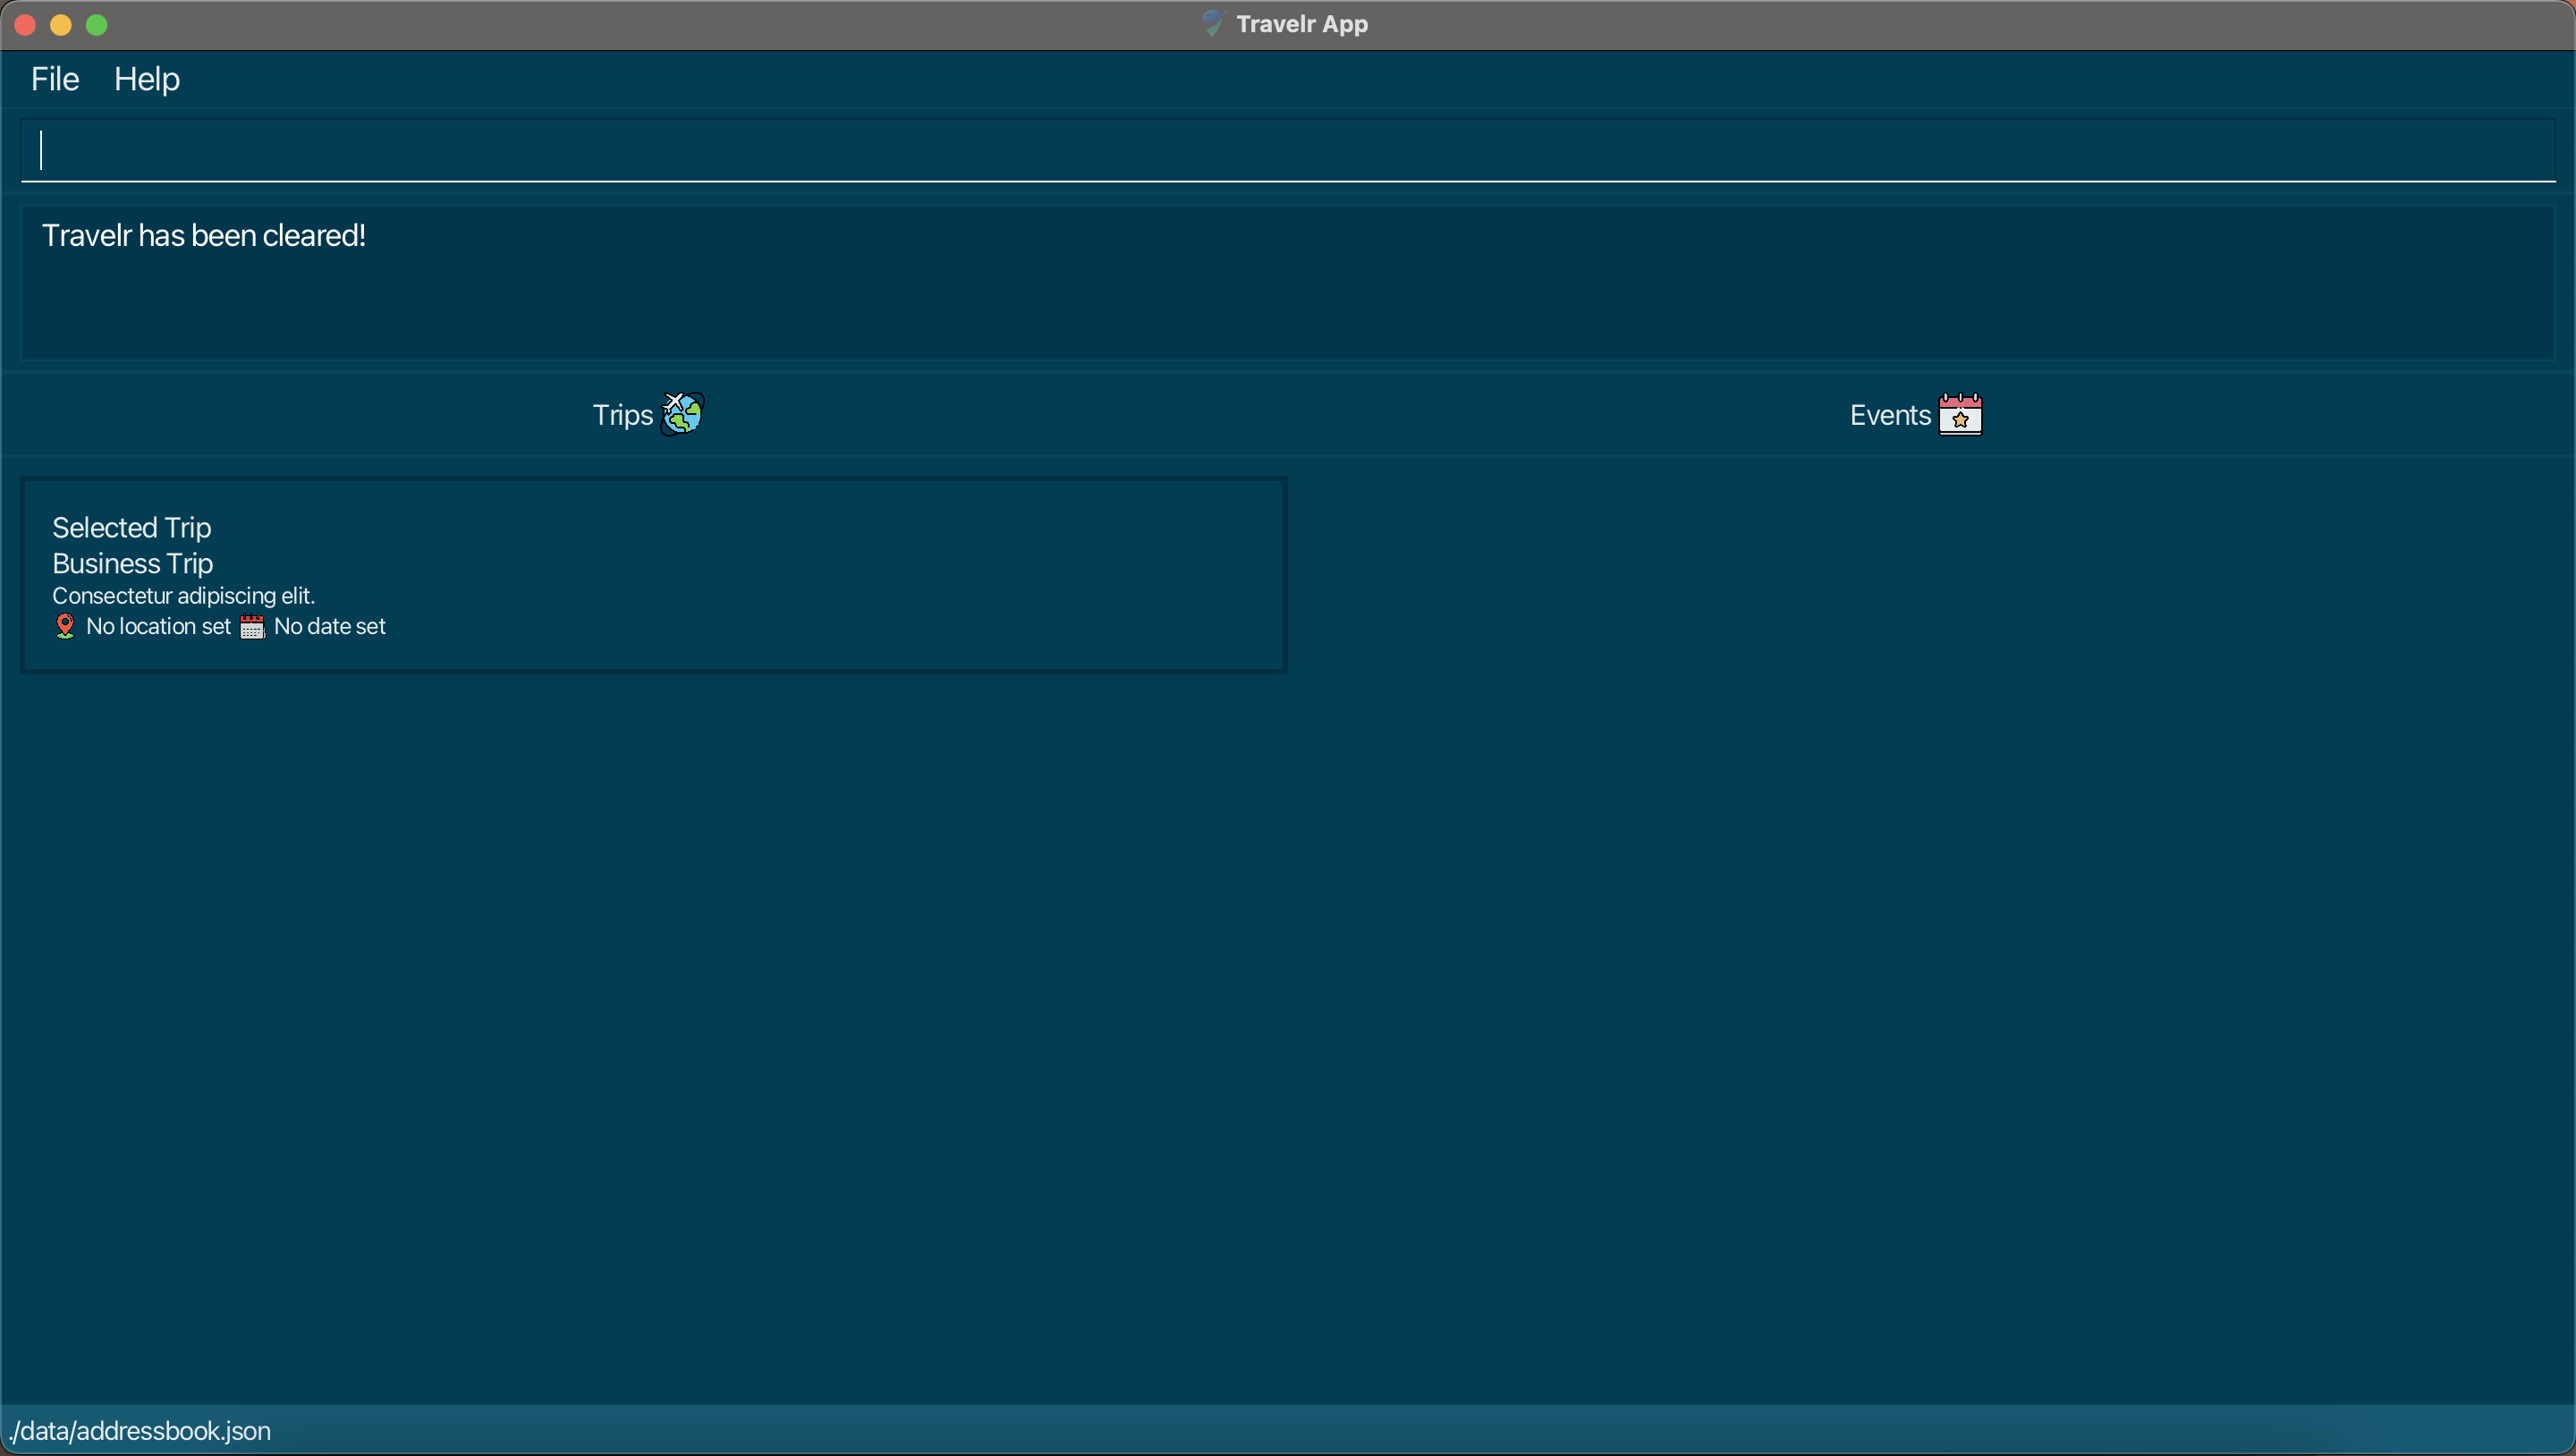 Travelr App
File Help
Travelr has been cleared!
Trips Events
Selected Trip
Business Trip
Consectetur adipiscing elit.
No location set No date set
./data/addressbook.json